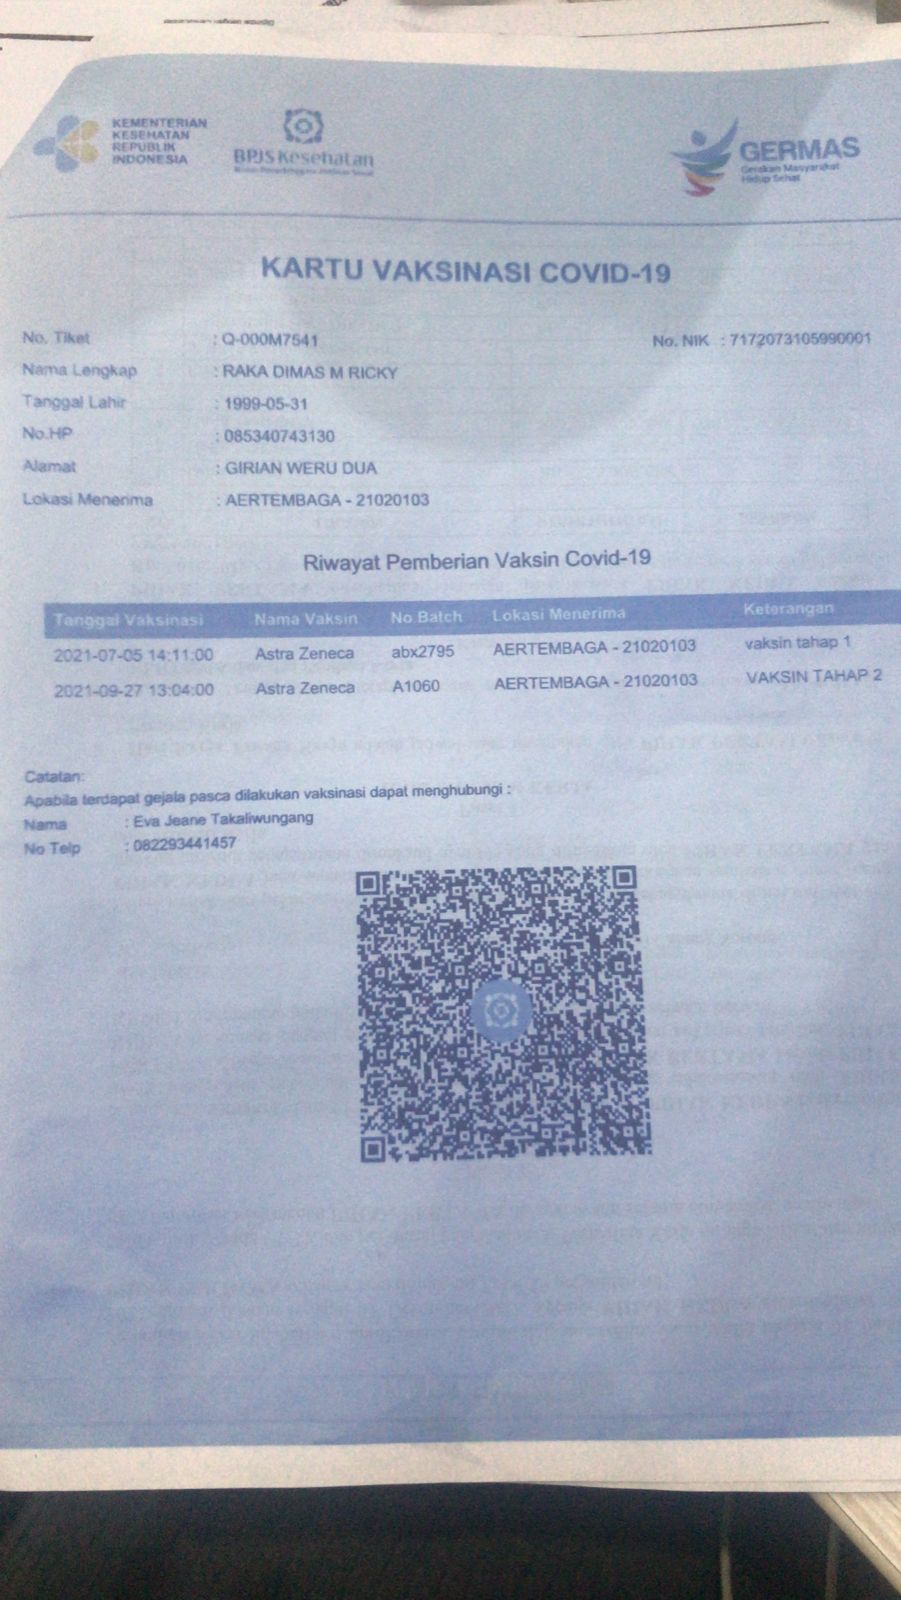 KEMENTERIAN
KESEHATAN
REPUBLIK
INDONESIA
BPJS Kesehatan
GERMAS
Gerakan Masyarakat
Hidup Sehat
KARTU VAKSINASI COVID-19
No. Tiket : Q-000M7541 No. NIK : 7172073105990001
Nama Lengkap : RAKA DIMAS M RICKY
Tanggal Lahir : 1999-05-31
No.HP : 085340743130
Alamat : GIRIAN WERU DUA
Lokasi Menerima : AERTEMBAGA - 21020103
Riwayat Pemberian Vaksin Covid-19
Tanggal Vaksinasi Nama Vaksin No.Batch Lokasi Menerima Keterangan
2021-07-05 14:11:00 Astra Zeneca abx2795 AERTEMBAGA - 21020103 vaksin tahap 1
2021-09-27 13:04:00 Astra Zeneca A1060 AERTEMBAGA - 21020103 VAKSIN TAHAP 2
Catatan:
Apabila terdapat gejala pasca dilakukan vaksinasi dapat menghubungi :
Nama : Eva Jeane Takaliwungang
No Telp : 082293441457